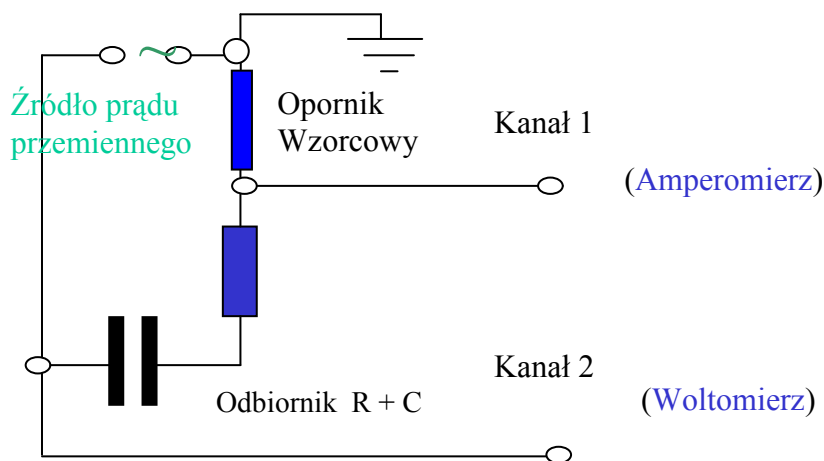 Źródło prądu
przemiennego
Opornik
Wzorcowy
Kanał 1
(Amperomierz)
Odbiornik R + C
Kanał 2
(Woltomierz)